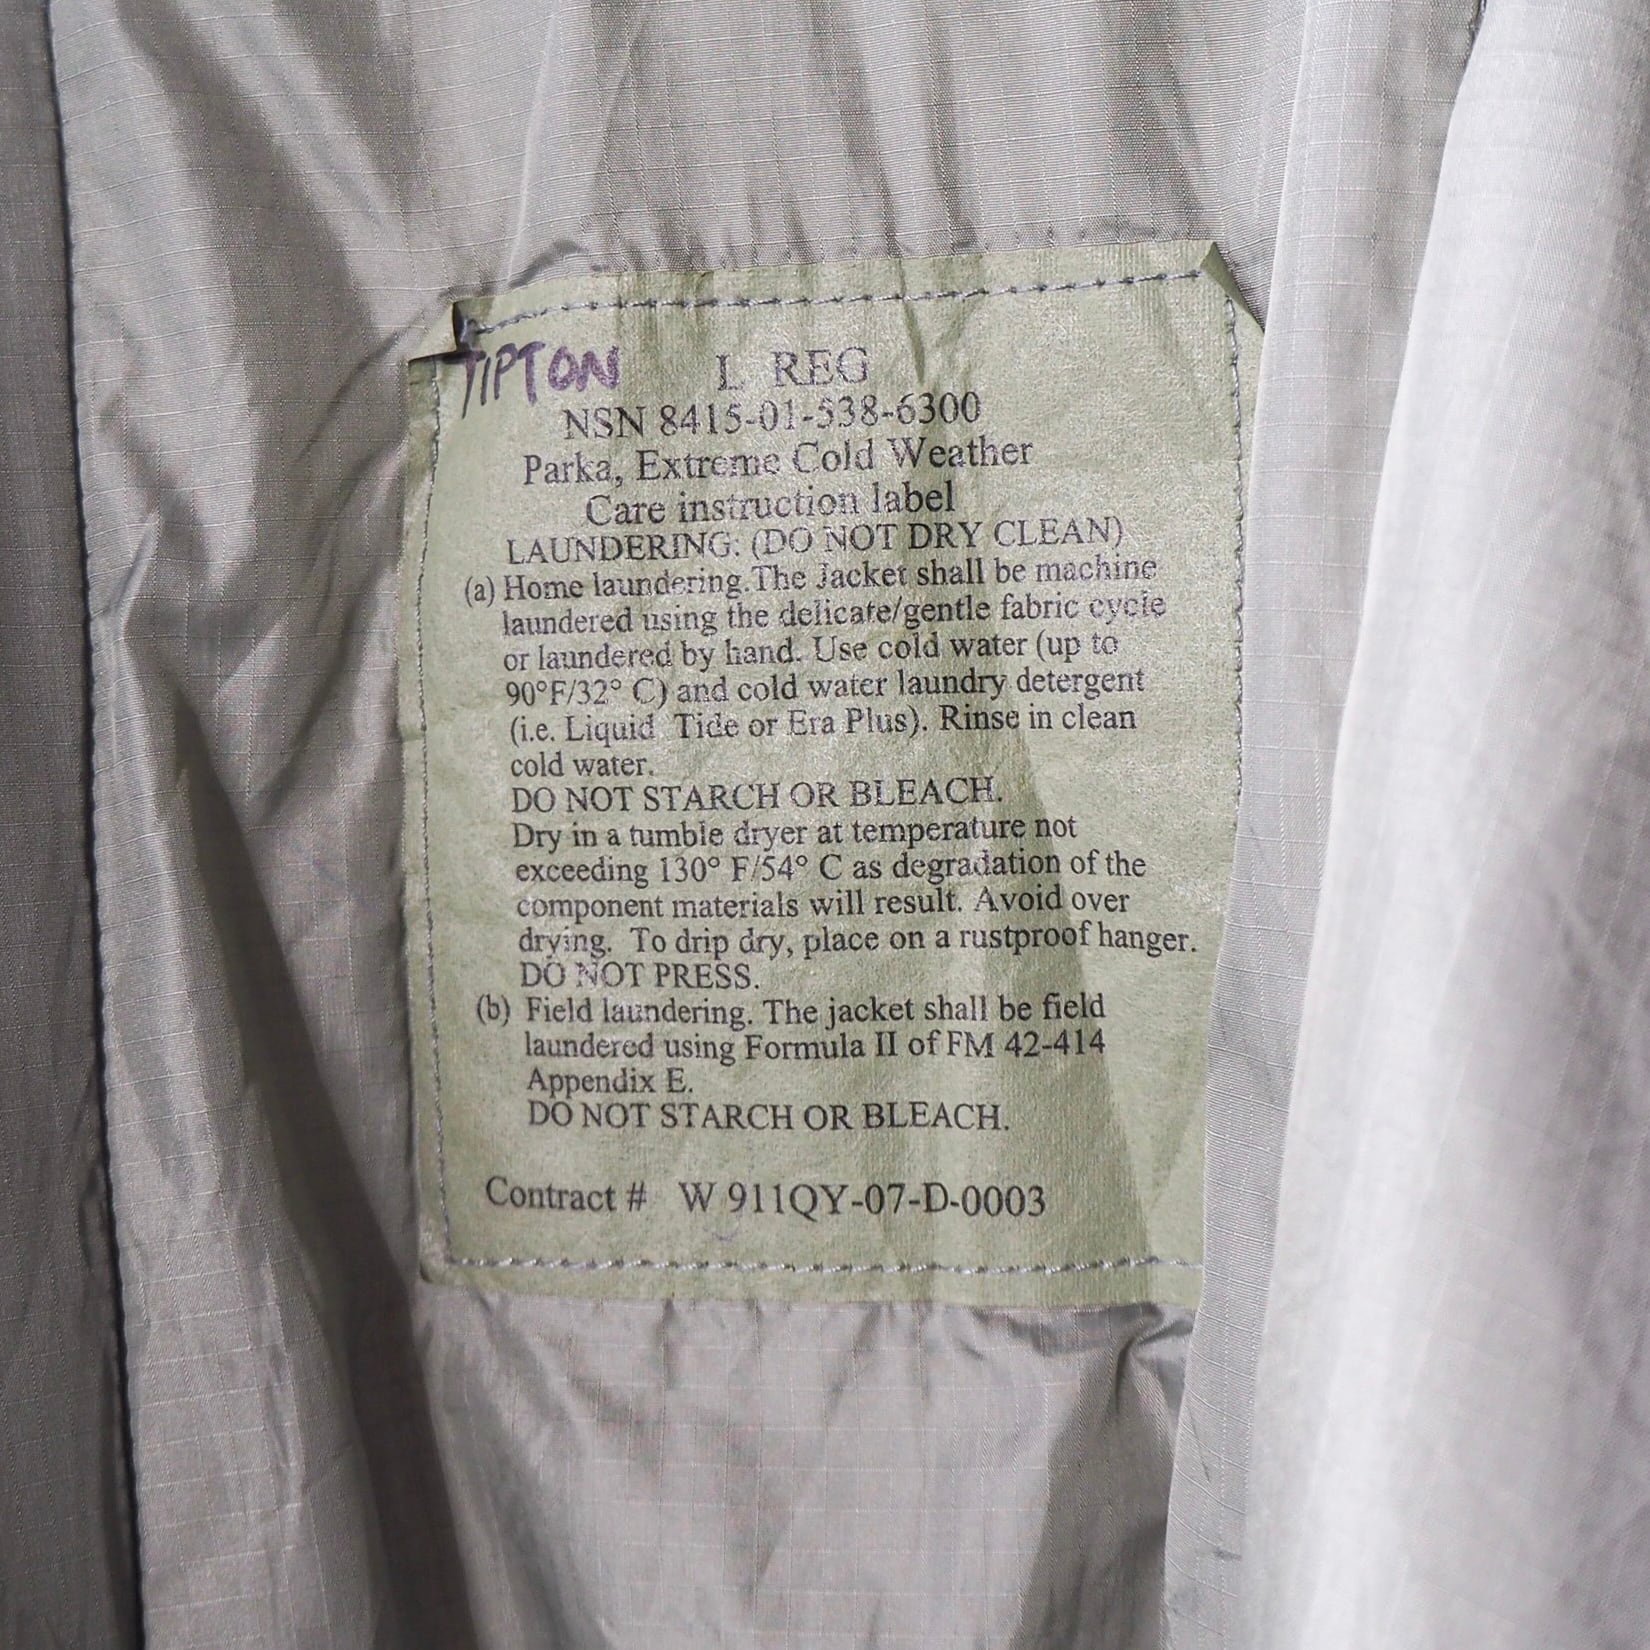 TIPTON L REG
NSN 8415-01-538-6300
Parka, Extreme Cold Weather
Care instruction label
LAUNDERING: (DO NOT DRY CLEAN)
(a) Home laundering.The Jacket shall be machine
laundered using the delicate/gentle fabric cycle
or laundered by hand. Use cold water (up to
90°F/32° C) and cold water laundry detergent
(i.e. Liquid Tide or Era Plus). Rinse in clean
cold water.
DO NOT STARCH OR BLEACH.
Dry in a tumble dryer at temperature not
exceeding 130° F/54° C as degradation of the
component materials will result. Avoid over
drying. To drip dry, place on a rustproof hanger.
DO NOT PRESS.
(b) Field laundering. The jacket shall be field
laundered using Formula II of FM 42-414
Appendix E.
DO NOT STARCH OR BLEACH.
Contract # W 911QY-07-D-0003